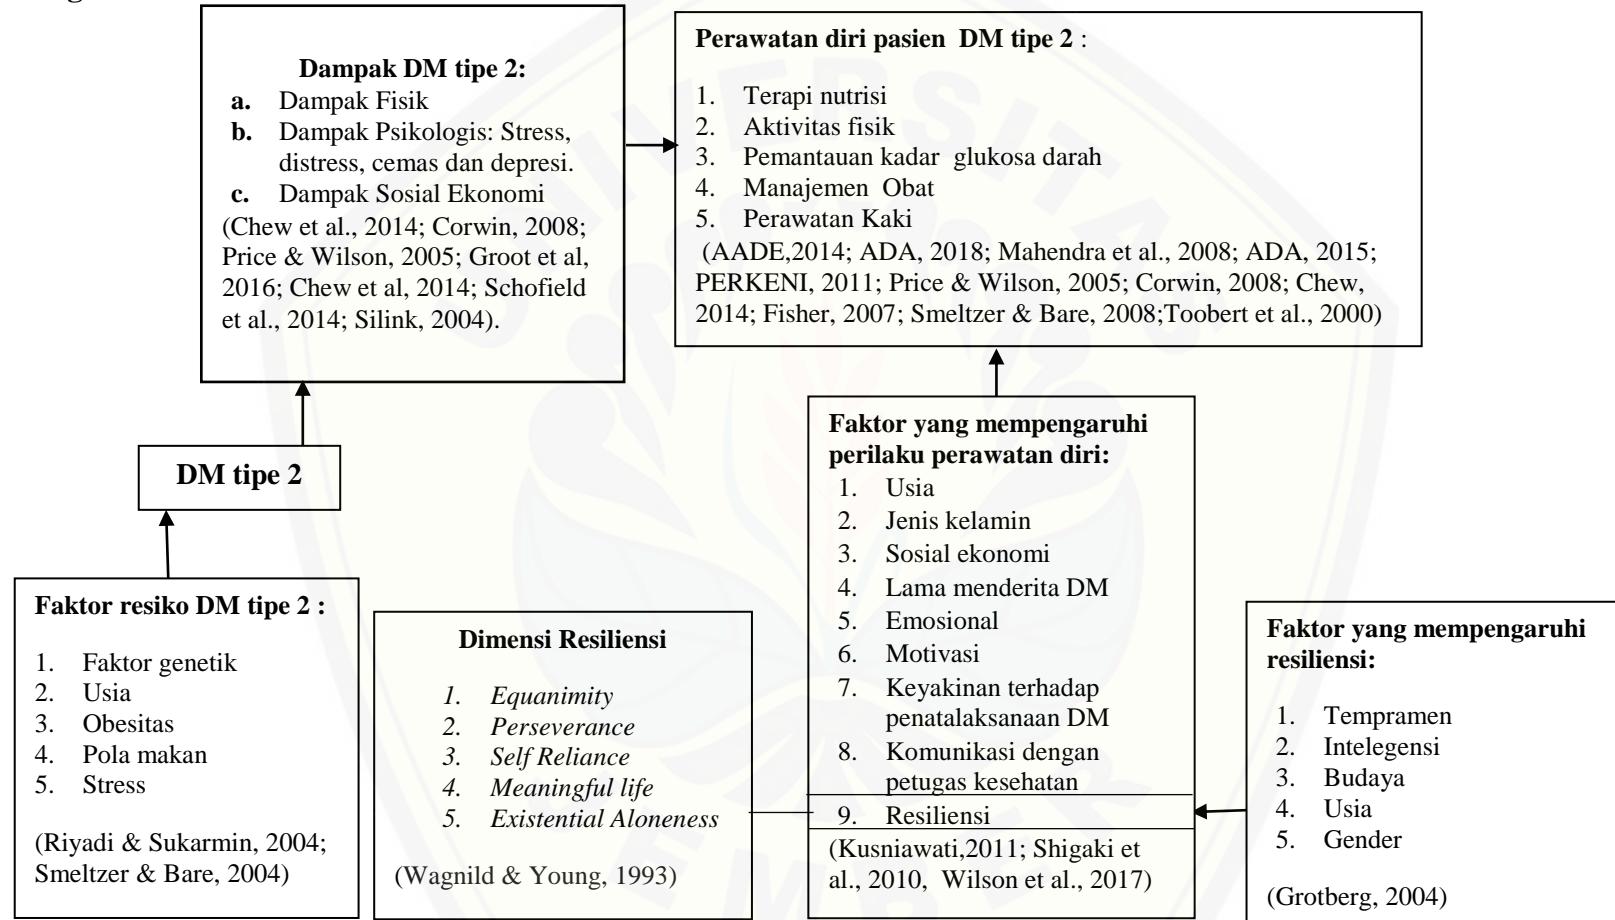 Dampak DM tipe 2:
a. Dampak Fisik
b. Dampak Psikologis: Stress,
distress, cemas dan depresi.
c. Dampak Sosial Ekonomi
(Chew et al., 2014; Corwin, 2008;
Price & Wilson, 2005; Groot et al,
2016; Chew et al, 2014; Schofield
et al., 2014; Silink, 2004).
Perawatan diri pasien DM tipe 2 :
1. Terapi nutrisi
2. Aktivitas fisik
3. Pemantauan kadar glukosa darah
4. Manajemen Obat
5. Perawatan Kaki
(AADE,2014; ADA, 2018; Mahendra et al., 2008; ADA, 2015;
PERKENI, 2011; Price & Wilson, 2005; Corwin, 2008; Chew,
2014; Fisher, 2007; Smeltzer & Bare, 2008;Toobert et al., 2000)
DM tipe 2
Faktor resiko DM tipe 2 :
1. Faktor genetik
2. Usia
3. Obesitas
4. Pola makan
5. Stress
(Riyadi & Sukarmin, 2004;
Smeltzer & Bare, 2004)
Dimensi Resiliensi
1. Equanimity
2. Perseverance
3. Self Reliance
4. Meaningful life
5. Existential Aloneness
(Wagnild & Young, 1993)
Faktor yang mempengaruhi
perilaku perawatan diri:
1. Usia
2. Jenis kelamin
3. Sosial ekonomi
4. Lama menderita DM
5. Emosional
6. Motivasi
7. Keyakinan terhadap
penatalaksanaan DM
8. Komunikasi dengan
petugas kesehatan
9. Resiliensi
(Kusniawati,2011; Shigaki et
al., 2010, Wilson et al., 2017)
Faktor yang mempengaruhi
resiliensi:
1. Tempramen
2. Intelegensi
3. Budaya
4. Usia
5. Gender
(Grotberg, 2004)
UNIVERSITAS
JEMBER